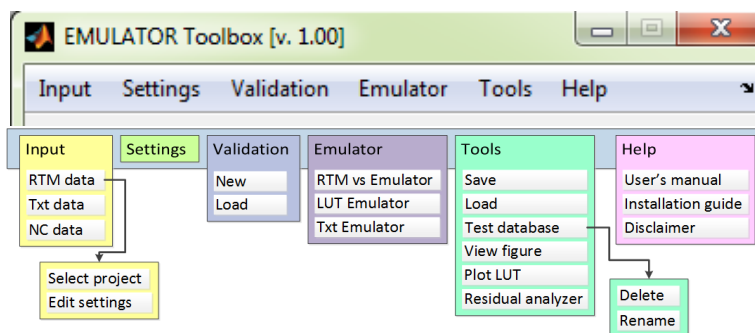 EMULATOR Toolbox [v. 1.00]
Input Settings Validation Emulator Tools Help
Input
RTM data
Txt data
NC data
Select project
Edit settings
Settings
Validation
New
Load
Emulator
RTM vs Emulator
LUT Emulator
Txt Emulator
Tools
Save
Load
Test database
View figure
Plot LUT
Residual analyzer
Delete
Rename
Help
User's manual
Installation guide
Disclaimer